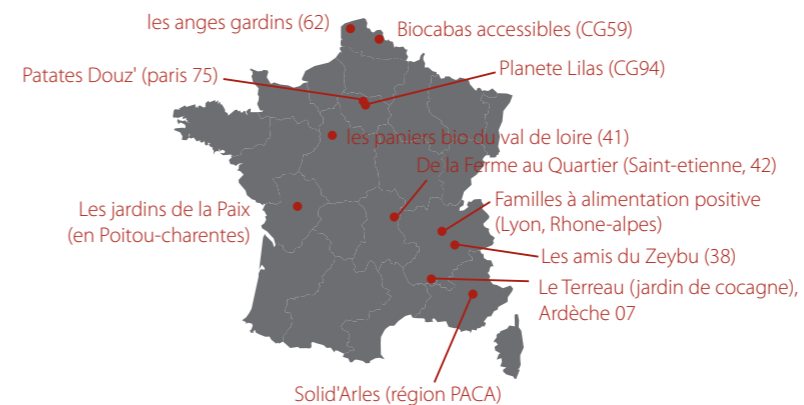 les anges gardins (62)
Biocabas accessibles (CG59)
Patates Douz' (paris 75)
Planete Lilas (CG94)
les paniers bio du val de loire (41)
De la Ferme au Quartier (Saint-etienne, 42)
Les jardins de la Paix
(en Poitou-charentes)
Familles à alimentation positive
(Lyon, Rhone-alpes)
Les amis du Zeybu (38)
Le Terreau (jardin de cocagne),
Ardèche 07
Solid'Arles (région PACA)